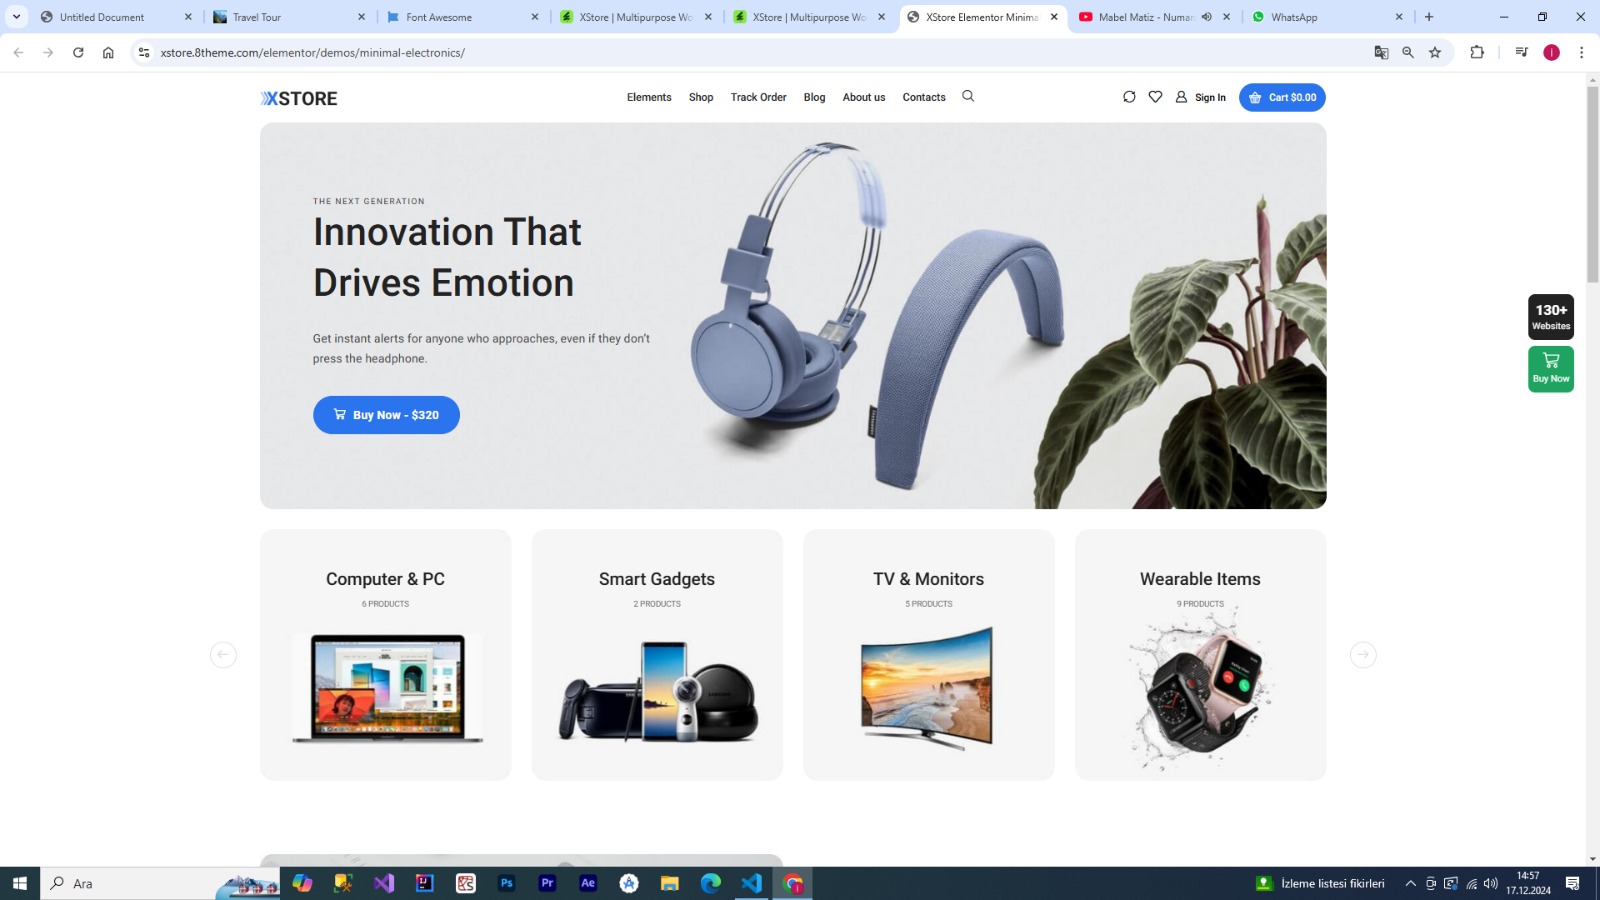 Untitled Document
Travel Tour
Font Awesome
XStore | Multipurpose Wo
XStore | Multipurpose Wo
XStore Elementor Minima
Mabel Matiz - Numar
WhatsApp
xstore.8theme.com/elementor/demos/minimal-electronics/
I
XSTORE
Elements
Shop
Track Order
Blog
About us
Contacts
Sign In
Cart $0.00
THE NEXT GENERATION
Innovation That
Drives Emotion
Get instant alerts for anyone who approaches, even if they don't
press the headphone.
Buy Now - $320
130+
Websites
Buy Now
Computer & PC
6 PRODUCTS
Smart Gadgets
2 PRODUCTS
TV & Monitors
5 PRODUCTS
Wearable Items
9 PRODUCTS
Ara
Ps
Pr
Ae
İzleme listesi fikirleri
14:57
17.12.2024